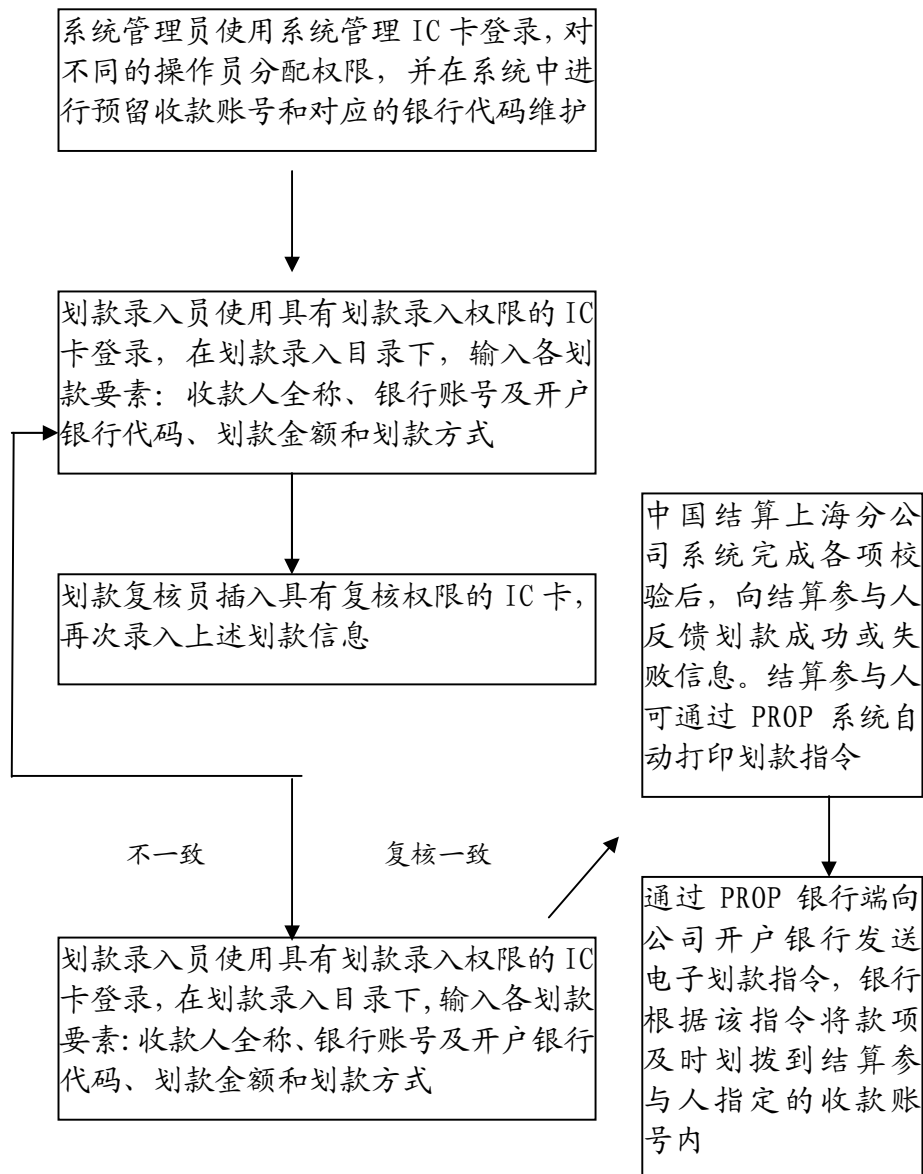 系统管理员使用系统管理 IC 卡登录，对
不同的操作员分配权限，并在系统中进
行预留收款账号和对应的银行代码维护
划款录入员使用具有划款录入权限的 IC
卡登录，在划款录入目录下，输入各划
款要素：收款人全称、银行账号及开户
银行代码、划款金额和划款方式
划款复核员插入具有复核权限的 IC 卡，
再次录入上述划款信息
不一致
复核一致
划款录入员使用具有划款录入权限的 IC
卡登录，在划款录入目录下，输入各划款
要素：收款人全称、银行账号及开户银行
代码、划款金额和划款方式
中国结算上海分公
司系统完成各项校
验后，向结算参与人
反馈划款成功或失
败信息。结算参与人
可通过 PROP 系统自
动打印划款指令
通过 PROP 银行端向
公司开户银行发送
电子划款指令，银行
根据该指令将款项
及时划拨到结算参
与人指定的收款账
号内